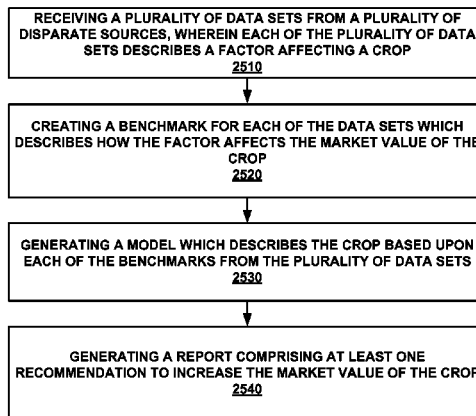 RECEIVING A PLURALITY OF DATA SETS FROM A PLURALITY OF
DISPARATE SOURCES, WHEREIN EACH OF THE PLURALITY OF DATA
SETS DESCRIBES A FACTOR AFFECTING A CROP
2510
CREATING A BENCHMARK FOR EACH OF THE DATA SETS WHICH
DESCRIBES HOW THE FACTOR AFFECTS THE MARKET VALUE OF THE
CROP
2520
GENERATING A MODEL WHICH DESCRIBES THE CROP BASED UPON
EACH OF THE BENCHMARKS FROM THE PLURALITY OF DATA SETS
2530
GENERATING A REPORT COMPRISING AT LEAST ONE
RECOMMENDATION TO INCREASE THE MARKET VALUE OF THE CROP
2540